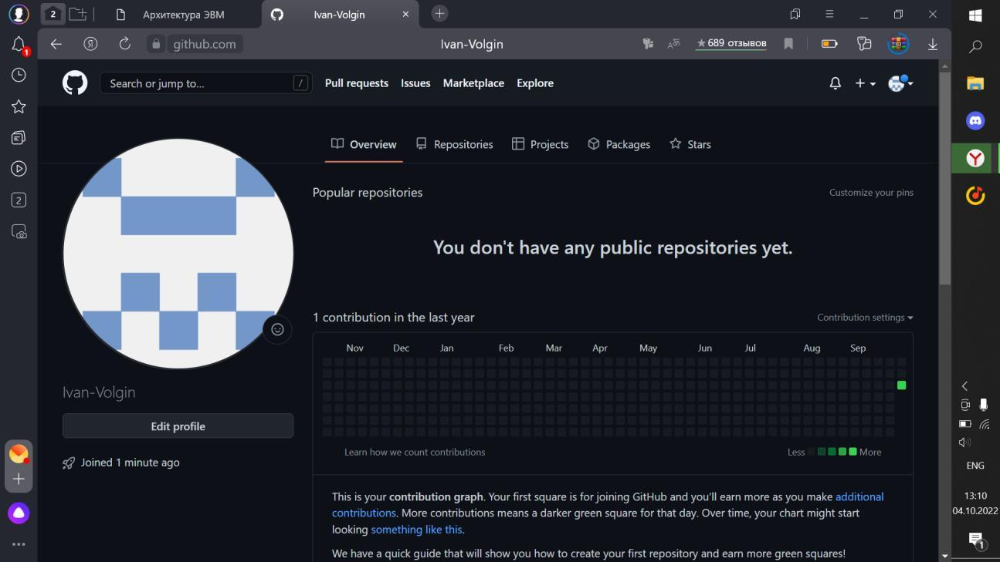 2
Архитектура ЭВМ
Ivan-Volgin
1
Я
github.com
Ivan-Volgin
★ 689 отзывов
Search or jump to...
/
Pull requests
Issues
Marketplace
Explore
Overview
Repositories
Projects
Packages
Stars
Popular repositories
Customize your pins
You don't have any public repositories yet.
2
1 contribution in the last year
Contribution settings
Nov Dec Jan Feb Mar Apr May Jun Jul Aug Sep
Ivan-Volgin
Edit profile
Learn how we count contributions
Less
More
Joined 1 minute ago
This is your contribution graph. Your first square is for joining GitHub and you'll earn more as you make additional
contributions. More contributions means a darker green square for that day. Over time, your chart might start
looking something like this.
We have a quick guide that will show you how to create your first repository and earn more green squares!
ENG
13:10
04.10.2022
1